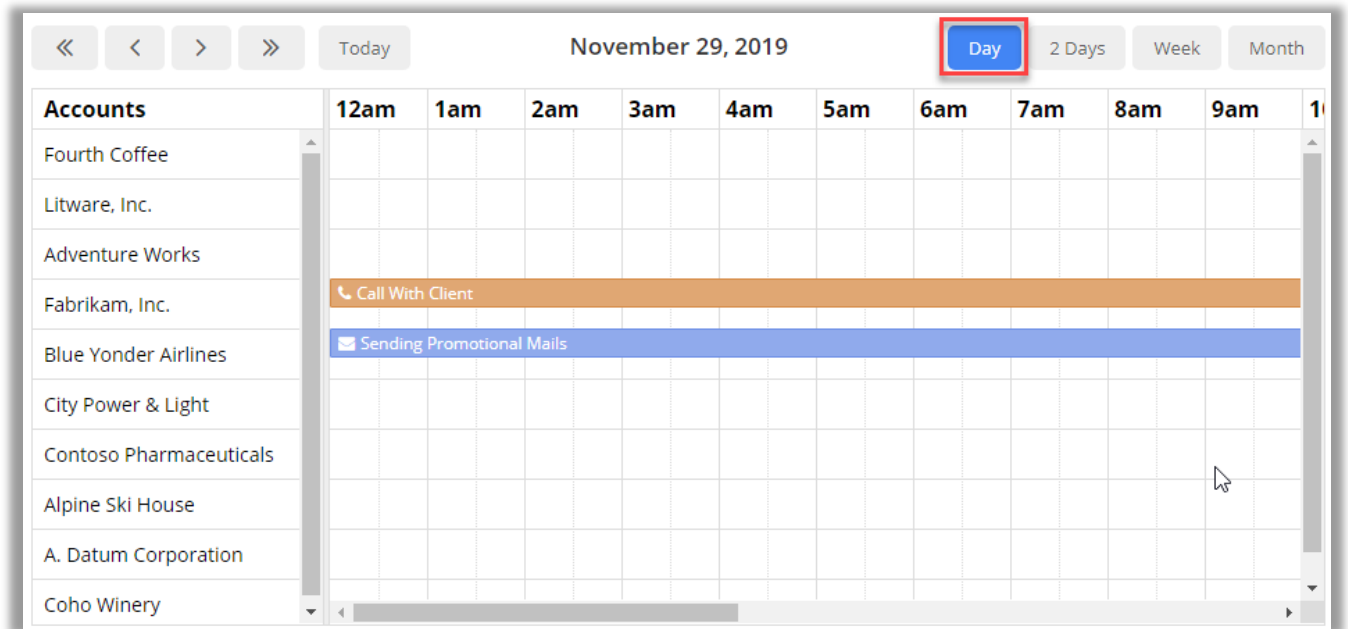 Today November 29, 2019 Day 2 Days Week Month
Accounts 12am 1am 2am 3am 4am 5am 6am 7am 8am 9am
Fourth Coffee
Litware, Inc.
Adventure Works
Call With Client
Fabrikam, Inc.
Sending Promotional Mails
Blue Yonder Airlines
City Power & Light
Contoso Pharmaceuticals
Alpine Ski House
A. Datum Corporation
Coho Winery